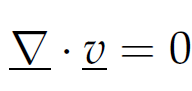 ∇ · v = 0